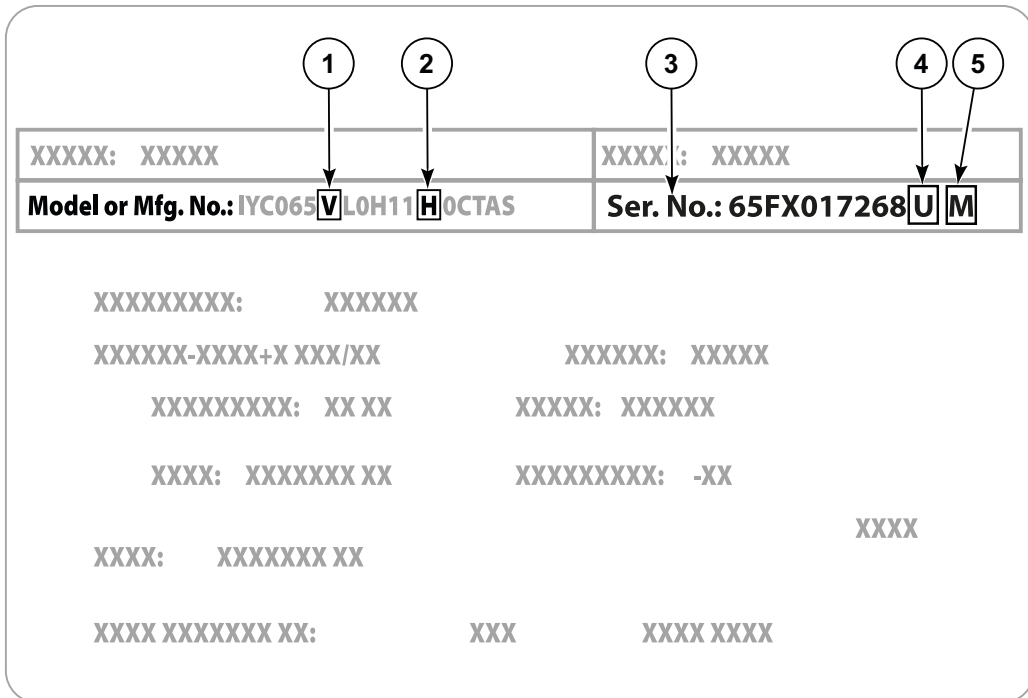 1 2 3 4 5
XXXXX: XXXXX XXXXX: XXXXX
Model or Mfg. No.: IYC065VL0H11H0CTAS Ser. No.: 65FX017268U M
XXXXXXXXX: XXXXXX
XXXXXX-XXXX+X XXX/XX XXXXXX: XXXXX
XXXXXXXXX: XX XX XXXXX: XXXXXX
XXXX: XXXXXXX XX XXXXXXXXX: -XX
XXXX
XXXX: XXXXXXX XX
XXXX XXXXXXX XX: XXX XXXX XXXX